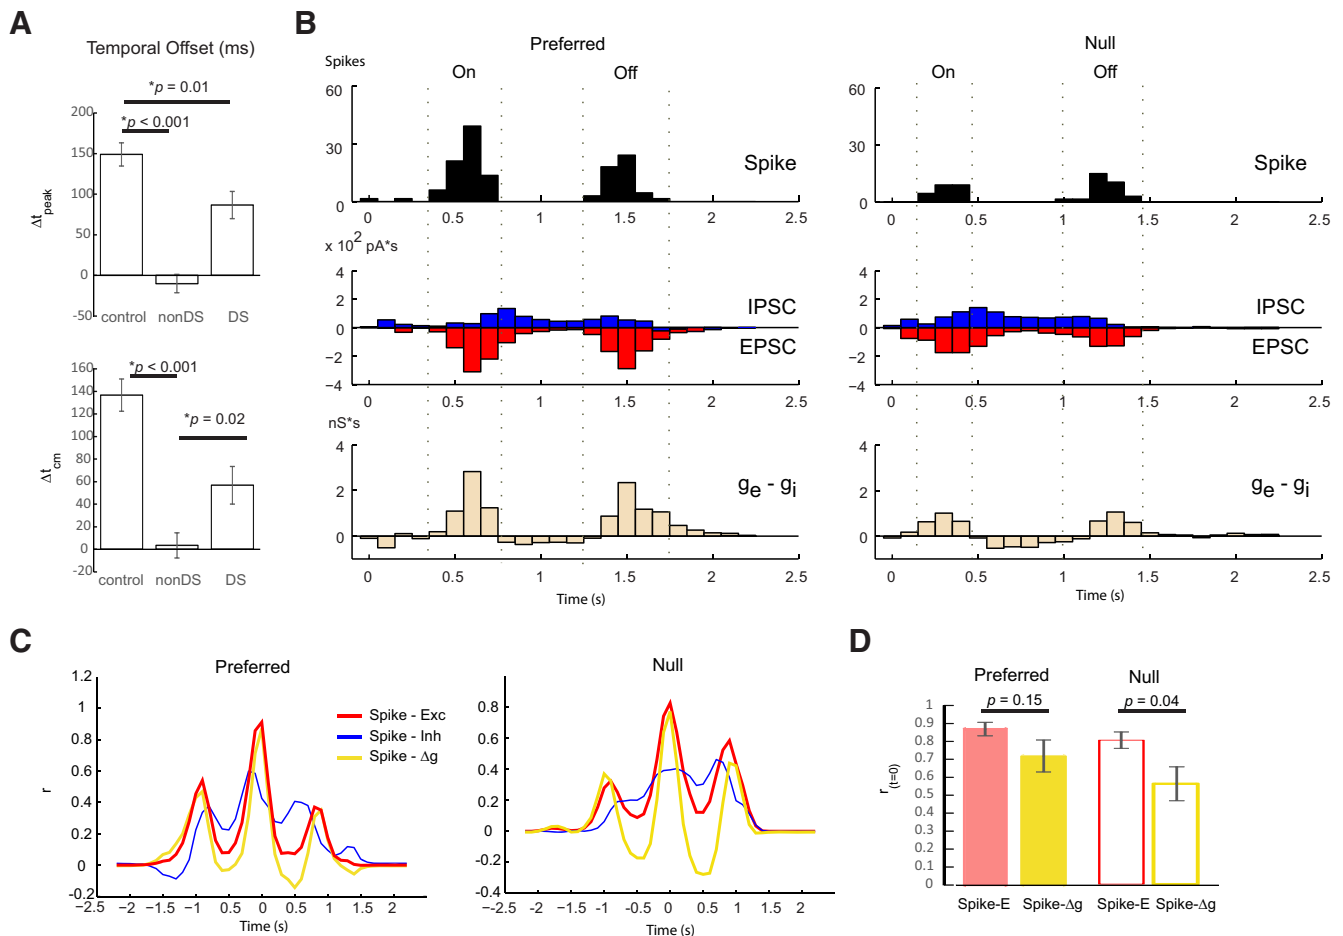 A
Temporal Offset (ms)
*p = 0.01
*p < 0.001
200
150
100
50
0
-50
Δt peak
control nonDS DS
160
140
120
100
80
60
40
20
0
-20
Δt cm
*p < 0.001
*p = 0.02
control nonDS DS
B
Preferred
Spikes
On Off
60
30
0
Spike
0 0.5 1 1.5 2 2.5
x 10² pA*s
4
2
0
−2
−4
IPSC
EPSC
0 0.5 1 1.5 2 2.5
nS*s
4
2
0
ge - gi
0 0.5 1 1.5 2 2.5
Time (s)
Null
On Off
60
30
0
Spike
0 0.5 1 1.5 2 2.5
4
2
0
−2
−4
IPSC
EPSC
0 0.5 1 1.5 2 2.5
4
2
0
ge - gi
0 0.5 1 1.5 2 2.5
Time (s)
C
Preferred
1.2
1
0.8
0.6
0.4
0.2
0
-0.2
r
−2.5 −2 -1.5 -1 -0.5 0 0.5 1 1.5 2
Time (s)
Spike - Exc
Spike - Inh
Spike - Δg
Null
0.8
0.6
0.4
0.2
0
-0.2
-0.4
−2.5 −2 -1.5 -1 -0.5 0 0.5 1 1.5 2
Time (s)
D
Preferred Null
p = 0.15 p = 0.04
1
0.9
0.8
0.7
0.6
0.5
0.4
0.3
0.2
0.1
0
r(t=0)
Spike-E Spike-Δg Spike-E Spike-Δg